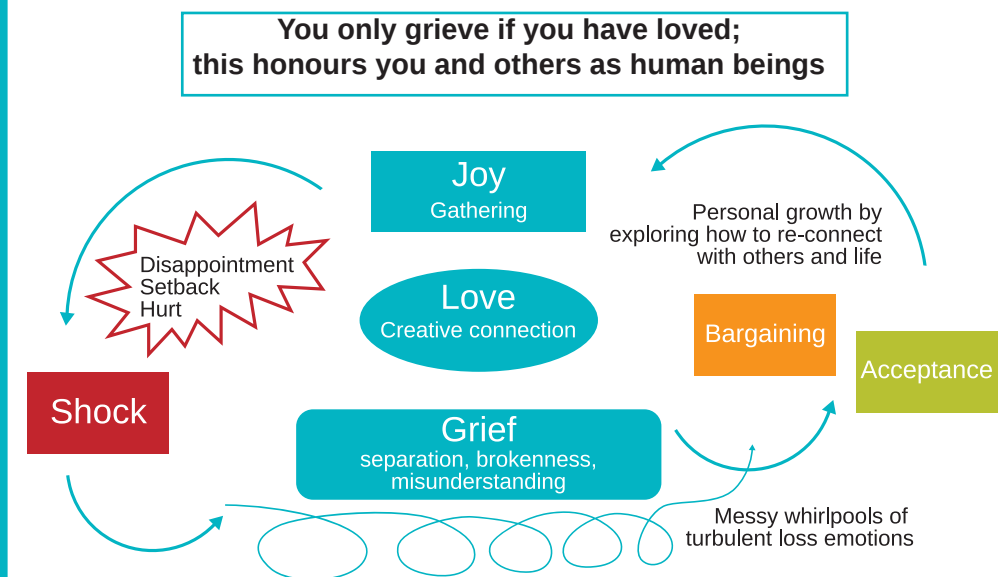 You only grieve if you have loved;
this honours you and others as human beings
Joy
Gathering
Personal growth by
exploring how to re-connect
with others and life
Disappointment
Setback
Hurt
Love
Creative connection
Bargaining
Acceptance
Shock
Grief
separation, brokenness,
misunderstanding
Messy whirlpools of
turbulent loss emotions